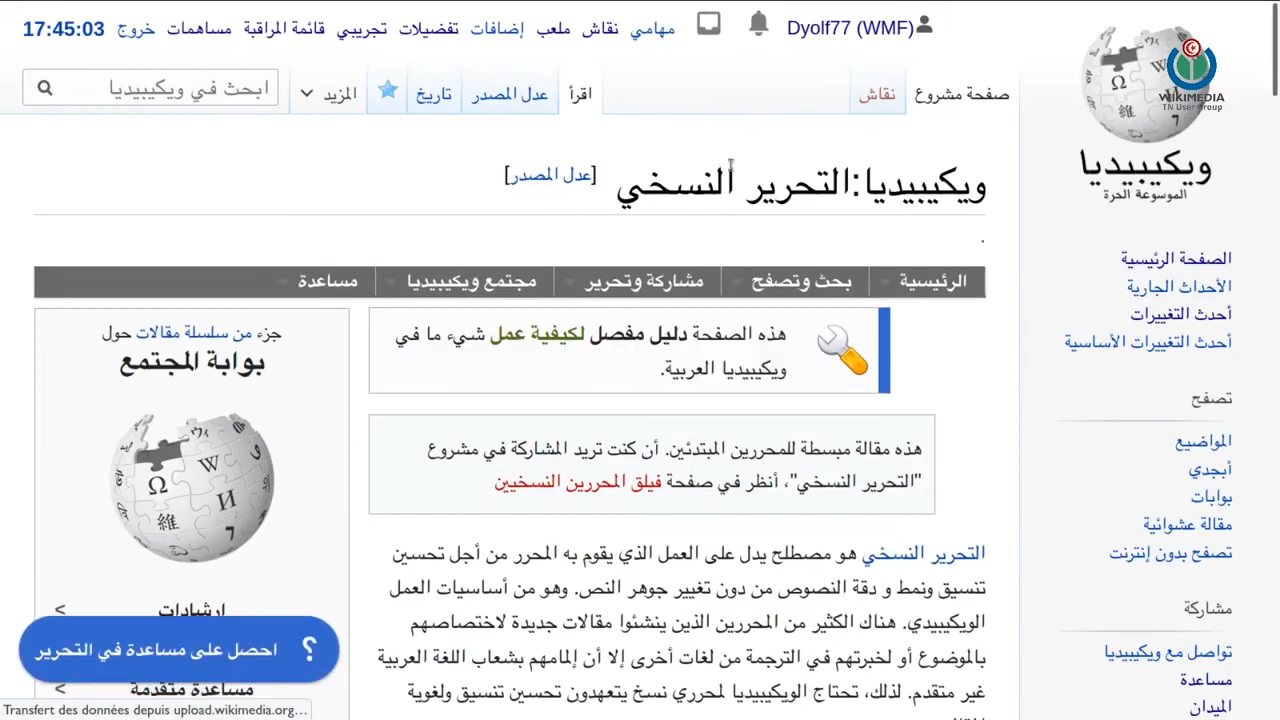 17:45:03
Dyolf77 (WMF) مهامي نقاش ملعب إضافات تفضيلات تجريبي قائمة المراقبة مساهمات خروج
صفحة مشروع نقاش اقرأ عدل المصدر تاريخ المزيد ابحث في ويكيبيديا
WIKIMEDIA
TN User Group
ويكيبيديا
الموسوعة الحرة
ويكيبيديا:التحرير النسخي [عدل المصدر]
.
الرئيسية بحث وتصفح مشاركة وتحرير مجتمع ويكيبيديا مساعدة
هذه الصفحة دليل مفصل لكيفية عمل شيء ما في
ويكيبيديا العربية.
هذه مقالة مبسطة للمحررين المبتدئين. أن كنت تريد المشاركة في مشروع
"التحرير النسخي"، أنظر في صفحة فيلق المحررين النسخيين
التحرير النسخي هو مصطلح يدل على العمل الذي يقوم به المحرر من أجل تحسين
تنسيق ونمط و دقة النصوص من دون تغيير جوهر النص. وهو من أساسيات العمل
الويكيبيدي. هناك الكثير من المحررين الذين ينشئوا مقالات جديدة لاختصاصهم
بالموضوع أو لخبرتهم في الترجمة من لغات أخرى إلا أن إلمامهم بشعاب اللغة العربية
غير متقدم. لذلك، تحتاج الويكيبيديا لمحرري نسخ يتعهدون تحسين تنسيق ولغوية
جزء من سلسلة مقالات حول
بوابة المجتمع
إرشادات
احصل على مساعدة في التحرير ؟
مساعدة متقدمة
الصفحة الرئيسية
الأحداث الجارية
أحدث التغييرات
أحدث التغييرات الأساسية
تصفح
المواضيع
أبجدي
بوابات
مقالة عشوائية
تصفح بدون إنترنت
مشاركة
تواصل مع ويكيبيديا
مساعدة
الميدان
Transfert des données depuis upload.wikimedia.org…